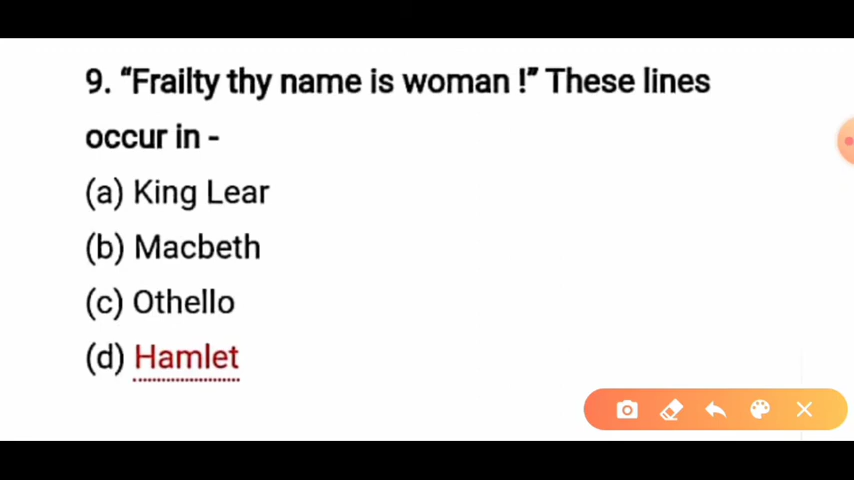 9. “Frailty thy name is woman !” These lines
occur in -
(a) King Lear
(b) Macbeth
(c) Othello
(d) Hamlet